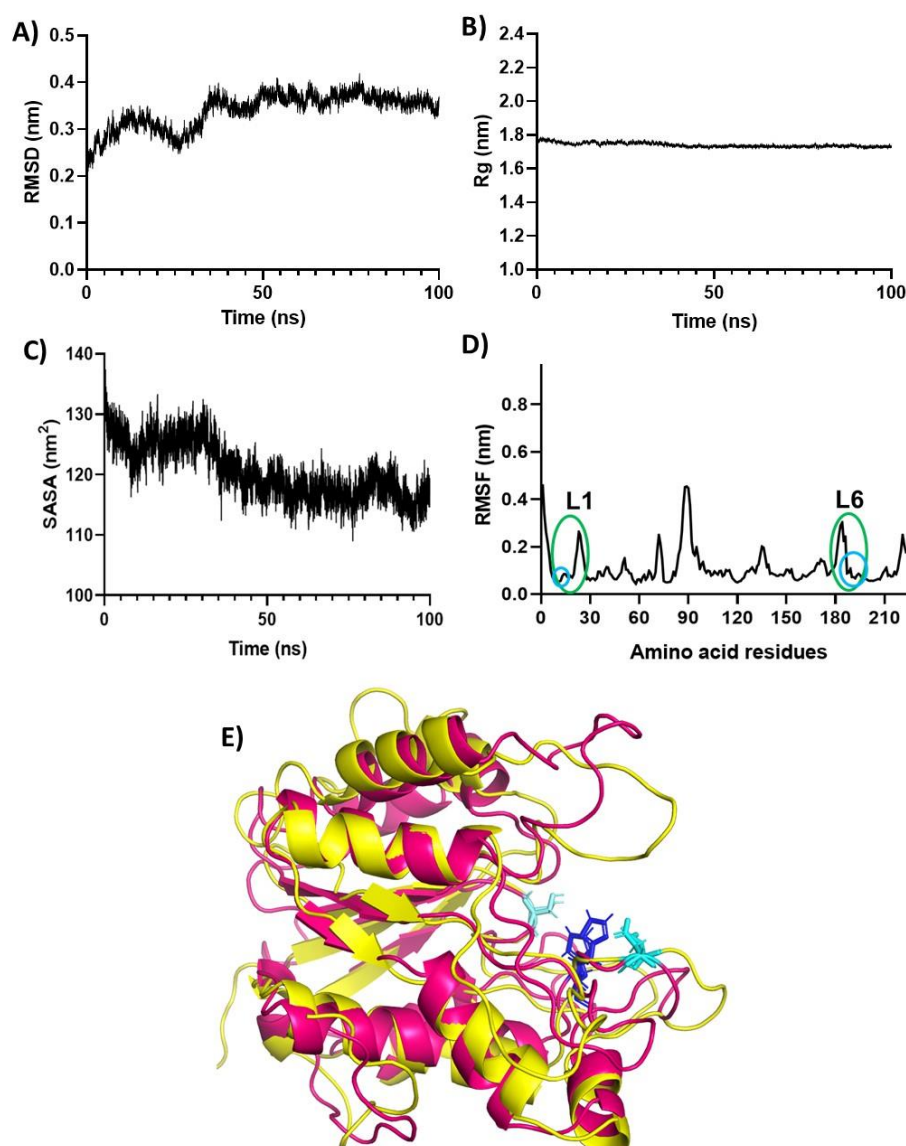 A)
RMSD (nm)
0.5
0.4
0.3
0.2
0.1
0.0
0 50 100
Time (ns)
B)
Rg (nm)
2.4
2.2
2.0
1.8
1.6
1.4
1.2
1.0
0 50 100
Time (ns)
C)
SASA (nm²)
140
130
120
110
100
0 20 40 60 80 100
Time (ns)
D)
RMSF (nm)
0.8
0.6
0.4
0.2
0.0
L1
L6
0 30 60 90 120 150 180 210
Amino acid residues
E)